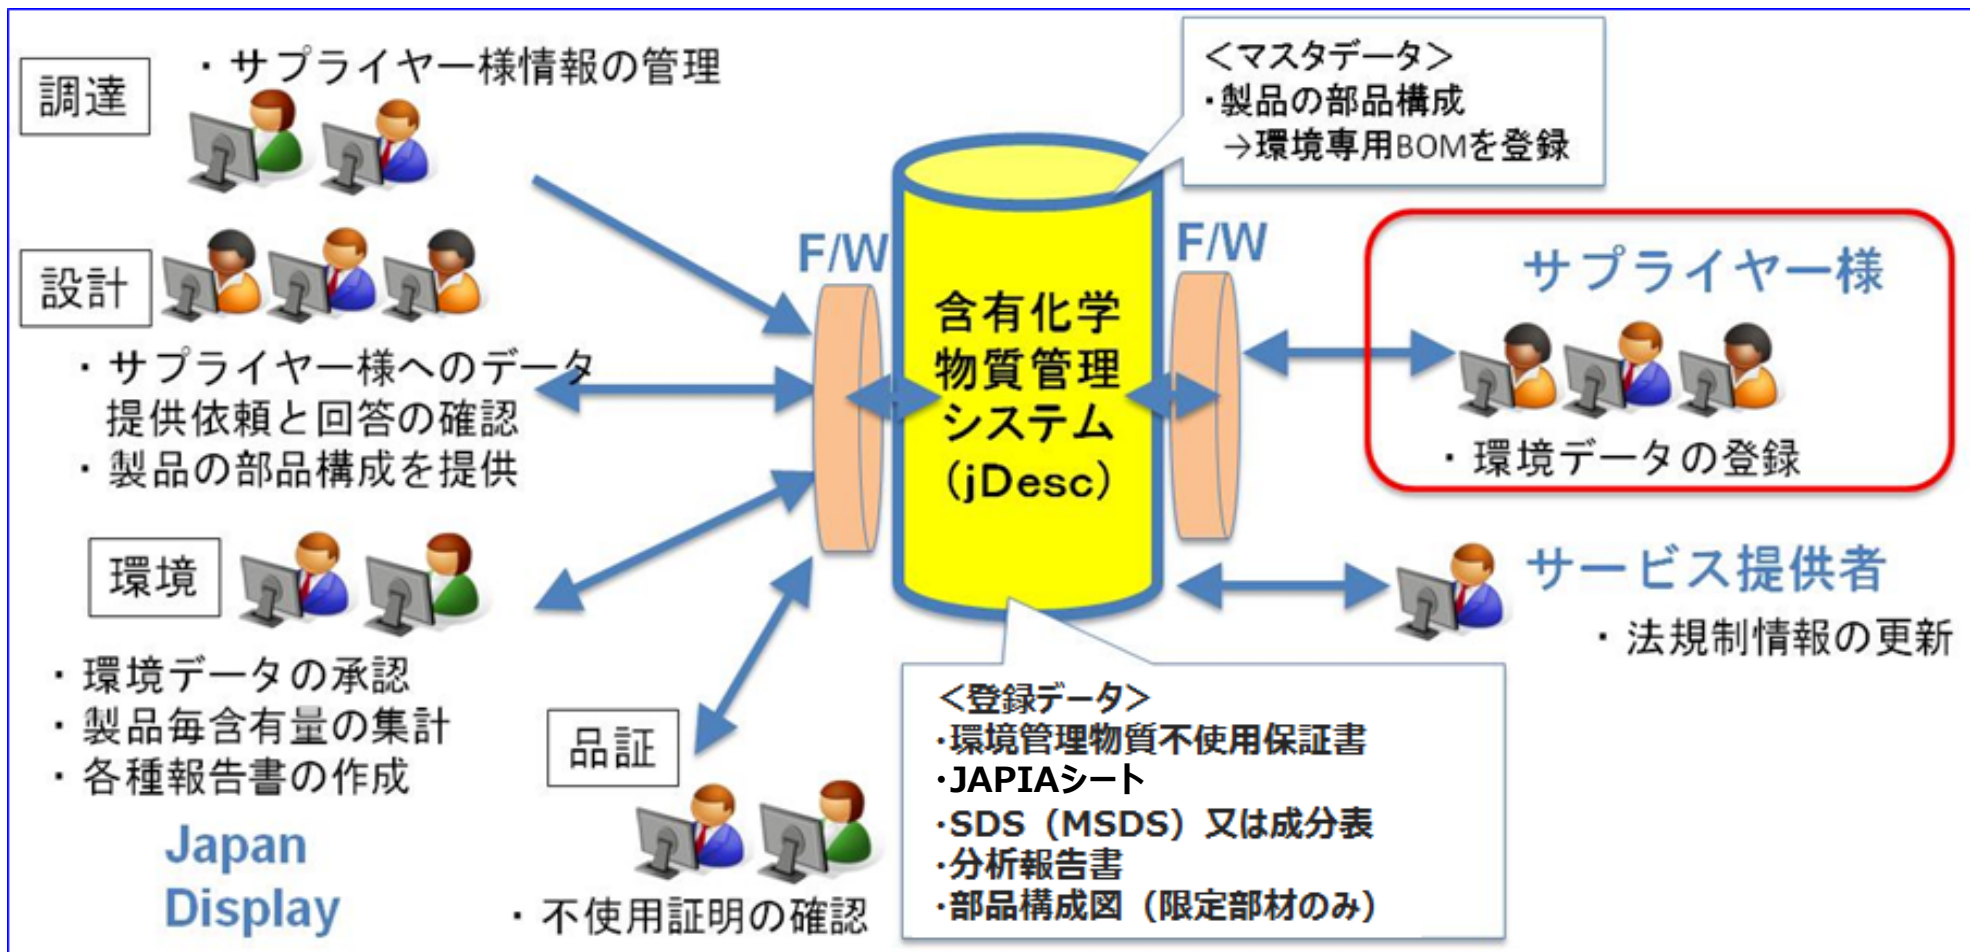 調達
・サプライヤー様情報の管理
設計
・サプライヤー様へのデータ
提供依頼と回答の確認
・製品の部品構成を提供
環境
・環境データの承認
・製品毎含有量の集計
・各種報告書の作成
Japan
Display
品証
・不使用証明の確認
F/W
含有化学
物質管理
システム
(jDesc)
F/W
＜マスタデータ＞
・製品の部品構成
→環境専用BOMを登録
サプライヤー様
・環境データの登録
サービス提供者
・法規制情報の更新
＜登録データ＞
・環境管理物質不使用保証書
・JAPIAシート
・SDS（MSDS）又は成分表
・分析報告書
・部品構成図（限定部材のみ）